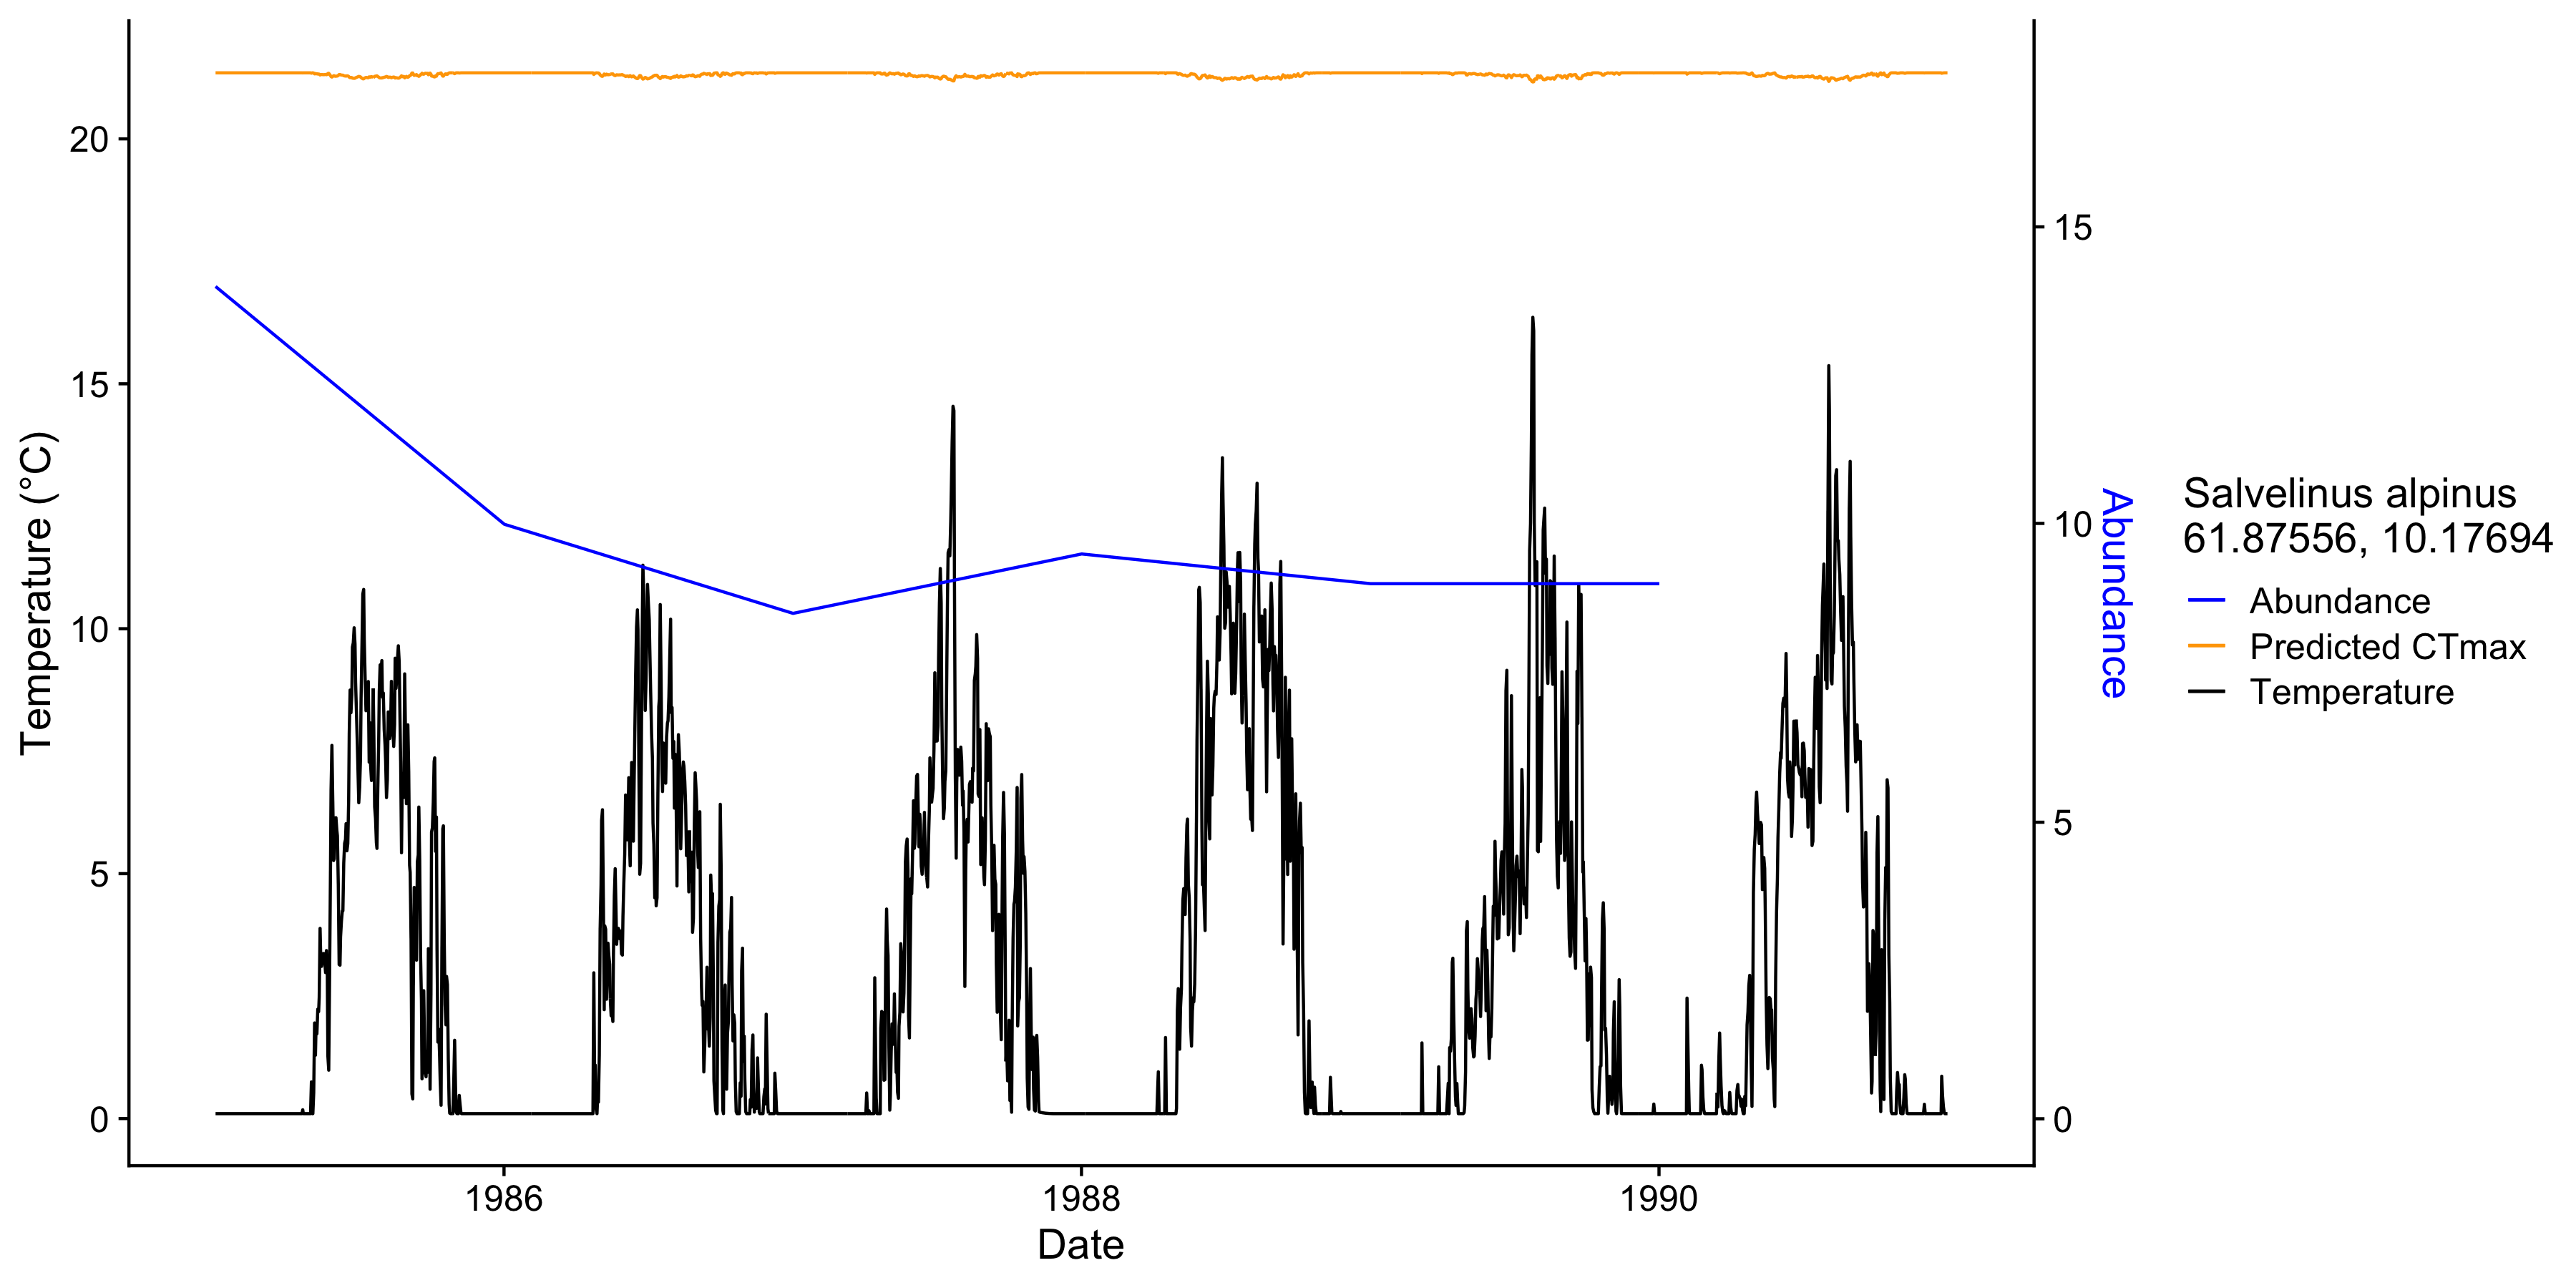 Temperature (°C)
20
15
10
5
0
1986
1988
1990
Date
15
10
5
0
Abundance
Salvelinus alpinus
61.87556, 10.17694
Abundance
Predicted CTmax
Temperature